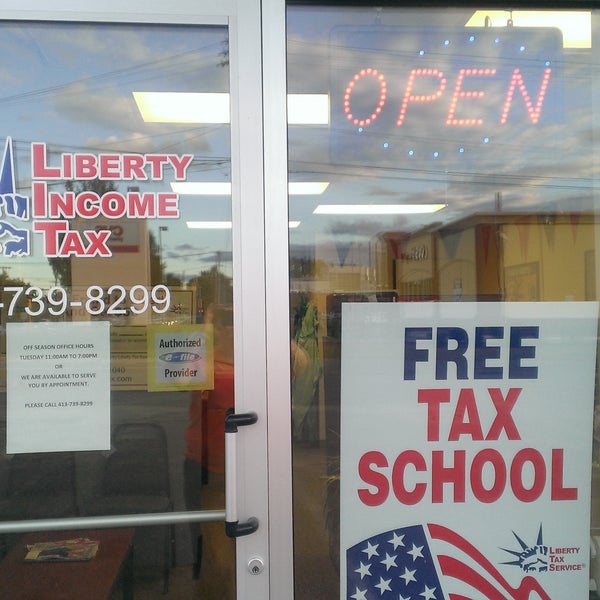 OPEN
LIBERTY
INCOME
TAX
-739-8299
OFF SEASON OFFICE HOURS
TUESDAY 11:00AM TO 7:00PM
OR
WE ARE AVAILABLE TO SERVE
YOU BY APPOINTMENT.
PLEASE CALL 413-739-8299
Authorized
e-file
Provider
FREE
TAX
SCHOOL
LIBERTY
TAX
SERVICE®